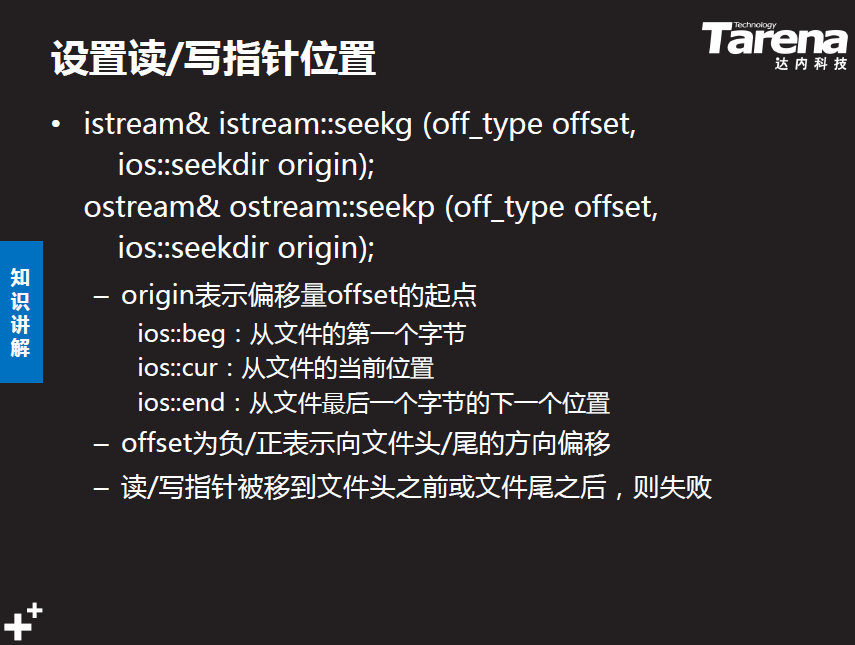 设置读/写指针位置
Technology
Tarena
达内科技
• istream& istream::seekg (off_type offset,
ios::seekdir origin);
ostream& ostream::seekp (off_type offset,
ios::seekdir origin);
– origin表示偏移量offset的起点
ios::beg：从文件的第一个字节
ios::cur：从文件的当前位置
ios::end：从文件最后一个字节的下一个位置
– offset为负/正表示向文件头/尾的方向偏移
– 读/写指针被移到文件头之前或文件尾之后，则失败
知识讲解